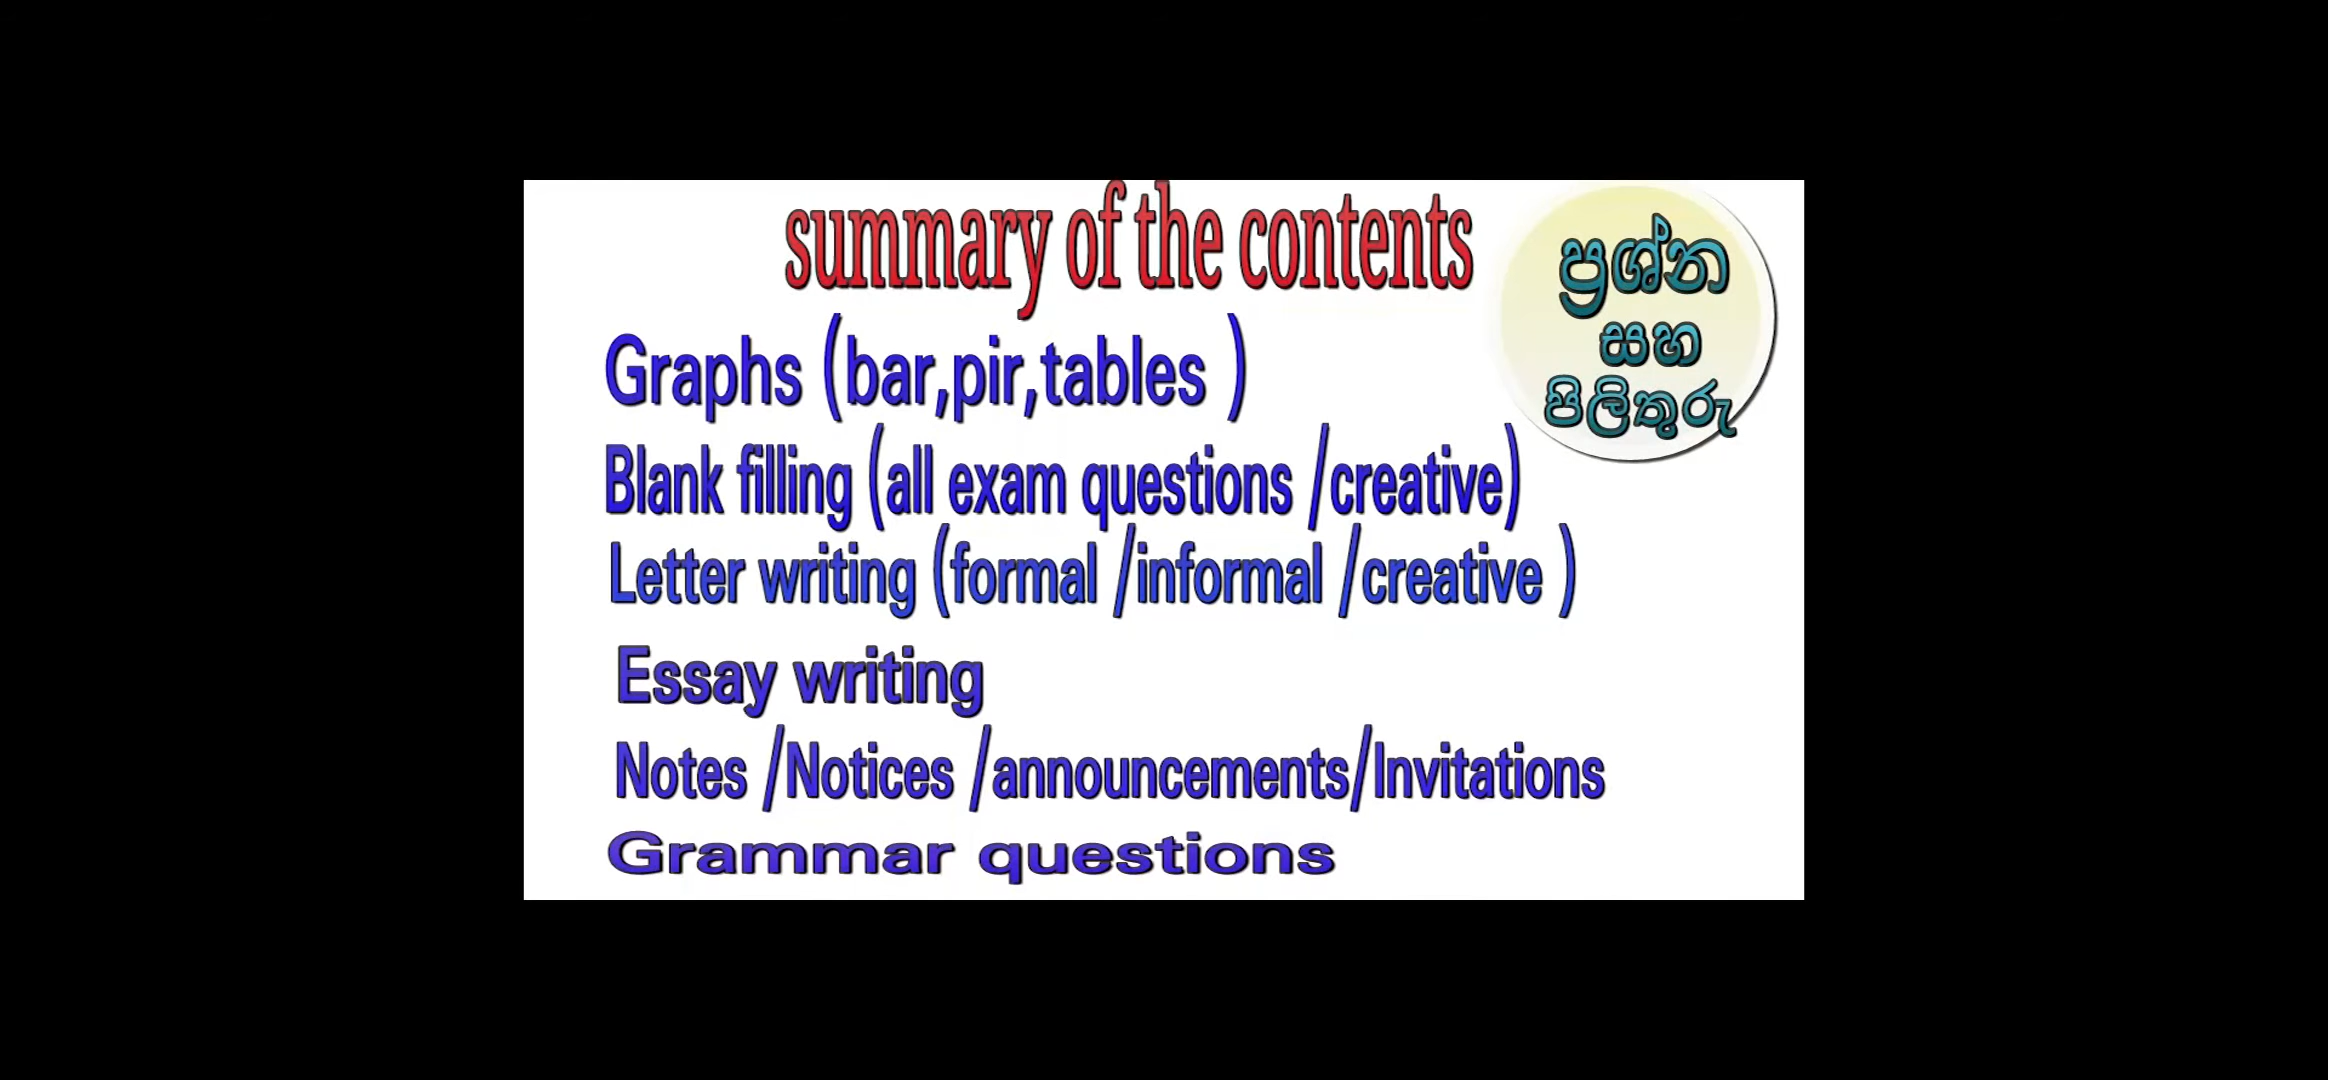 summary of the contents
ප්‍රශ්න
සහ
පිලිතුරු
Graphs (bar,pir,tables )
Blank filling (all exam questions /creative)
Letter writing (formal /informal /creative )
Essay writing
Notes /Notices /announcements/Invitations
Grammar questions